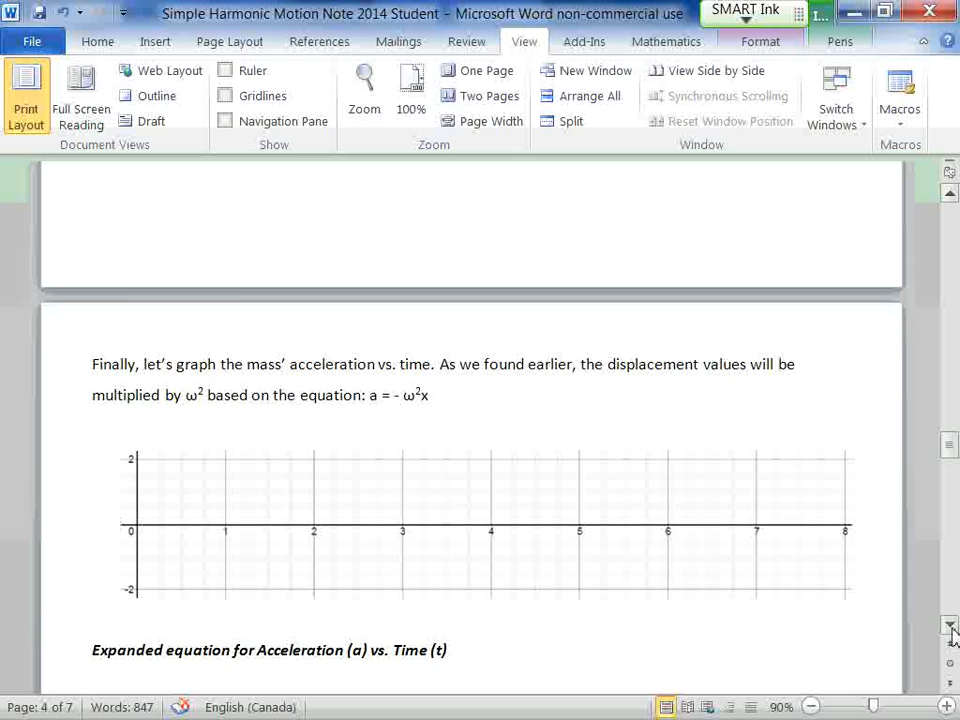 Simple Harmonic Motion Note 2014 Student - Microsoft Word non-commercial use
SMART Ink
I...
File Home Insert Page Layout References Mailings Review View Add-Ins Mathematics Format Pens
Print Layout
Full Screen Reading
Web Layout
Outline
Draft
Document Views
Ruler
Gridlines
Navigation Pane
Show
Zoom
100%
One Page
Two Pages
Page Width
Zoom
New Window
Arrange All
Split
View Side by Side
Synchronous Scrolling
Reset Window Position
Window
Switch Windows
Macros
Macros
Finally, let's graph the mass' acceleration vs. time. As we found earlier, the displacement values will be
multiplied by ω² based on the equation: a = - ω²x
2
0 1 2 3 4 5 6 7 8
-2
Expanded equation for Acceleration (a) vs. Time (t)
Page: 4 of 7 Words: 847 English (Canada) 90%